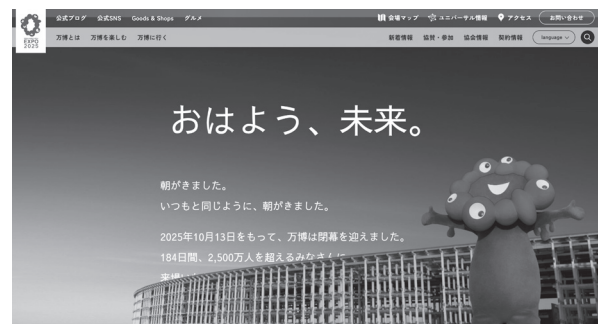 公式ブログ 公式SNS Goods & Shops グルメ 会場マップ ユニバーサル情報 アクセス お問い合わせ
EXPO
2025
万博とは 万博を楽しむ 万博に行く 新着情報 協賛・参加 協会情報 契約情報 language
おはよう、未来。
朝がきました。
いつもと同じように、朝がきました。
2025年10月13日をもって、万博は閉幕を迎えました。
184日間、2,500万人を超えるみなさんに